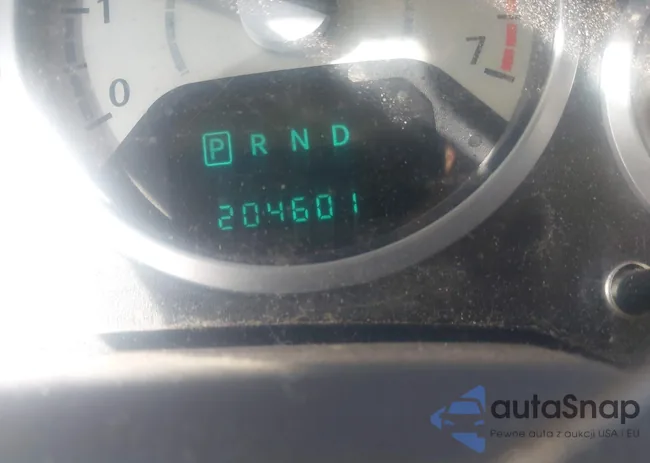 1
0
7
P R N D
204601
autaSnap
Pewne auta z aukcji USA i EU